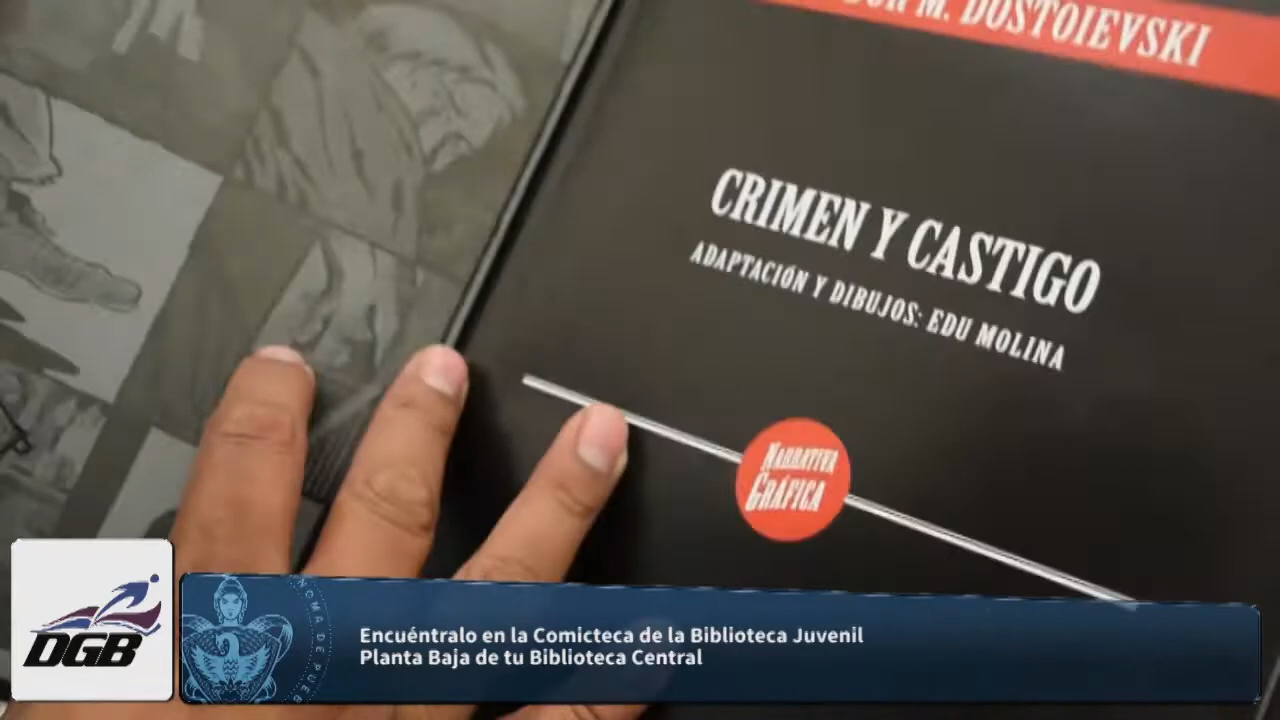 M. DOSTOIEVSKI
CRIMEN Y CASTIGO
ADAPTACIÓN Y DIBUJOS: EDU MOLINA
NARRATIVA
GRÁFICA
DGB
Encuéntralo en la Comicteca de la Biblioteca Juvenil
Planta Baja de tu Biblioteca Central